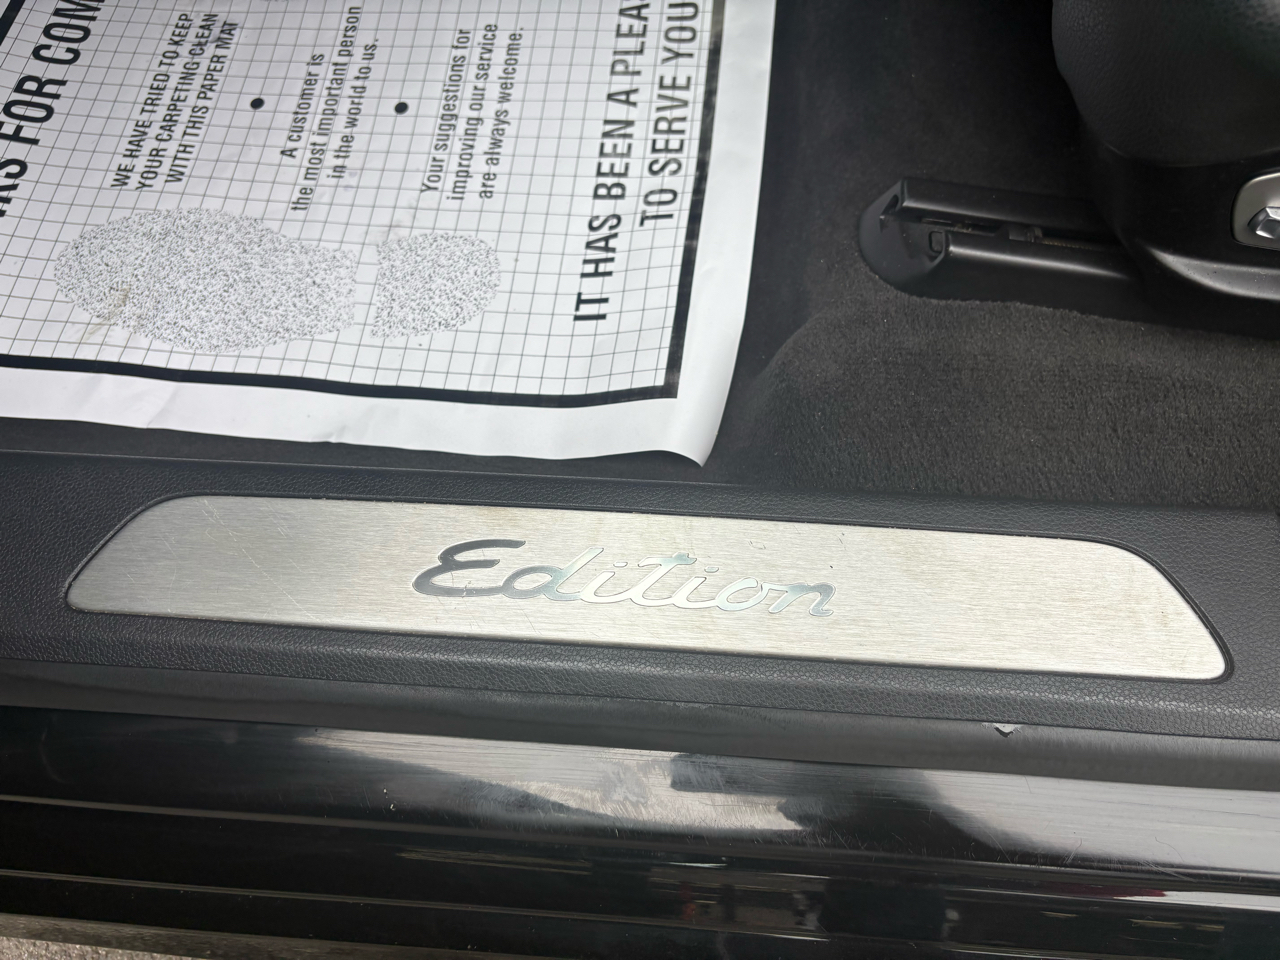 FOR COM
WE HAVE TRIED TO KEEP
YOUR CARPETING CLEAN
WITH THIS PAPER MAT
A customer is
the most important person
in the world to us.
Your suggestions for
improving our service
are always welcome.
IT HAS BEEN A PLEA
TO SERVE YOU
Edition